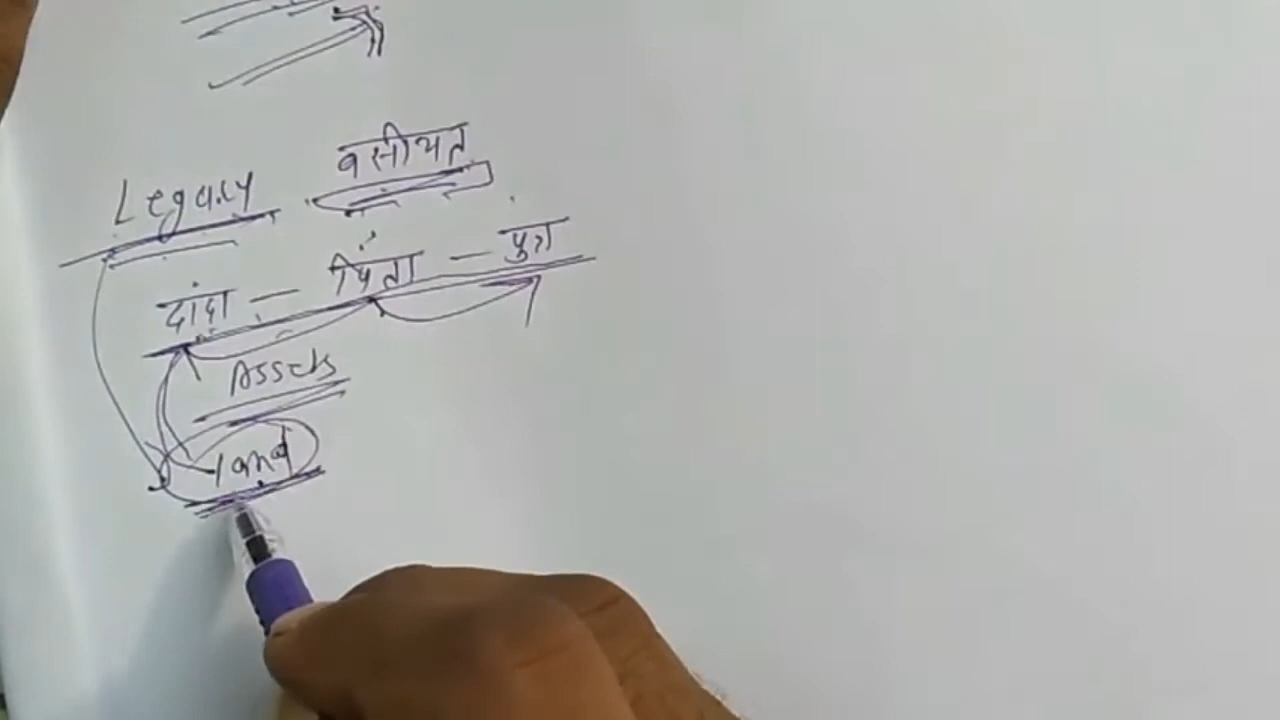 Legacy वसीयत
दादा - पिता - पुत्र
Assets
land